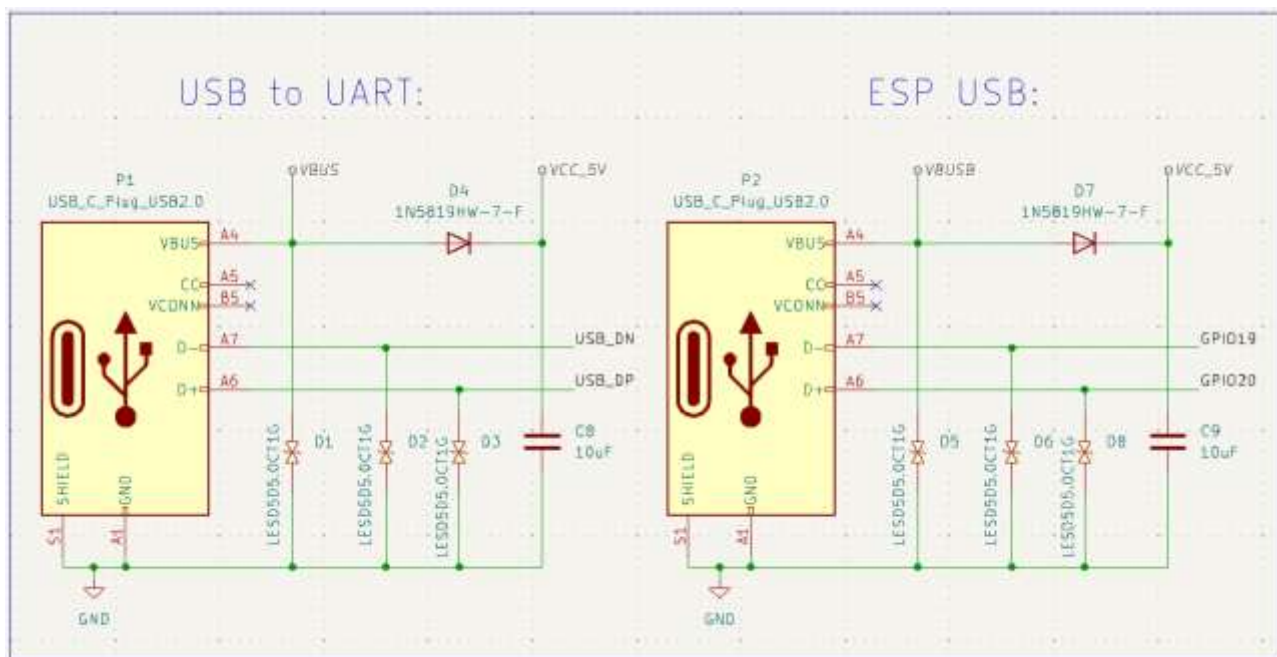 USB to UART:
VBUS
VCC_5V
P1
USB_C_Plug_USB2.0
D4
1N5819HW-7-F
VBUS
A4
CC
A5
VCONN
B5
D-
A7
USB_DN
D+
A6
USB_DP
LESD5D5.0CT1G
D1
LESD5D5.0CT1G
D2
LESD5D5.0CT1G
D3
C8
10uF
SHIELD
GND
S1
A1
GND
ESP USB:
VBUSB
VCC_5V
P2
USB_C_Plug_USB2.0
D7
1N5819HW-7-F
VBUS
A4
CC
A5
VCONN
B5
D-
A7
GPIO19
D+
A6
GPIO20
LESD5D5.0CT1G
D5
LESD5D5.0CT1G
D6
LESD5D5.0CT1G
D8
C9
10uF
SHIELD
GND
S1
A1
GND